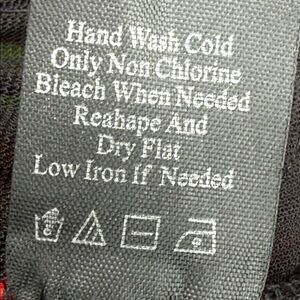 Hand Wash Cold
Only Non Chlorine
Bleach When Needed
Reahape And
Dry Flat
Low Iron If Needed